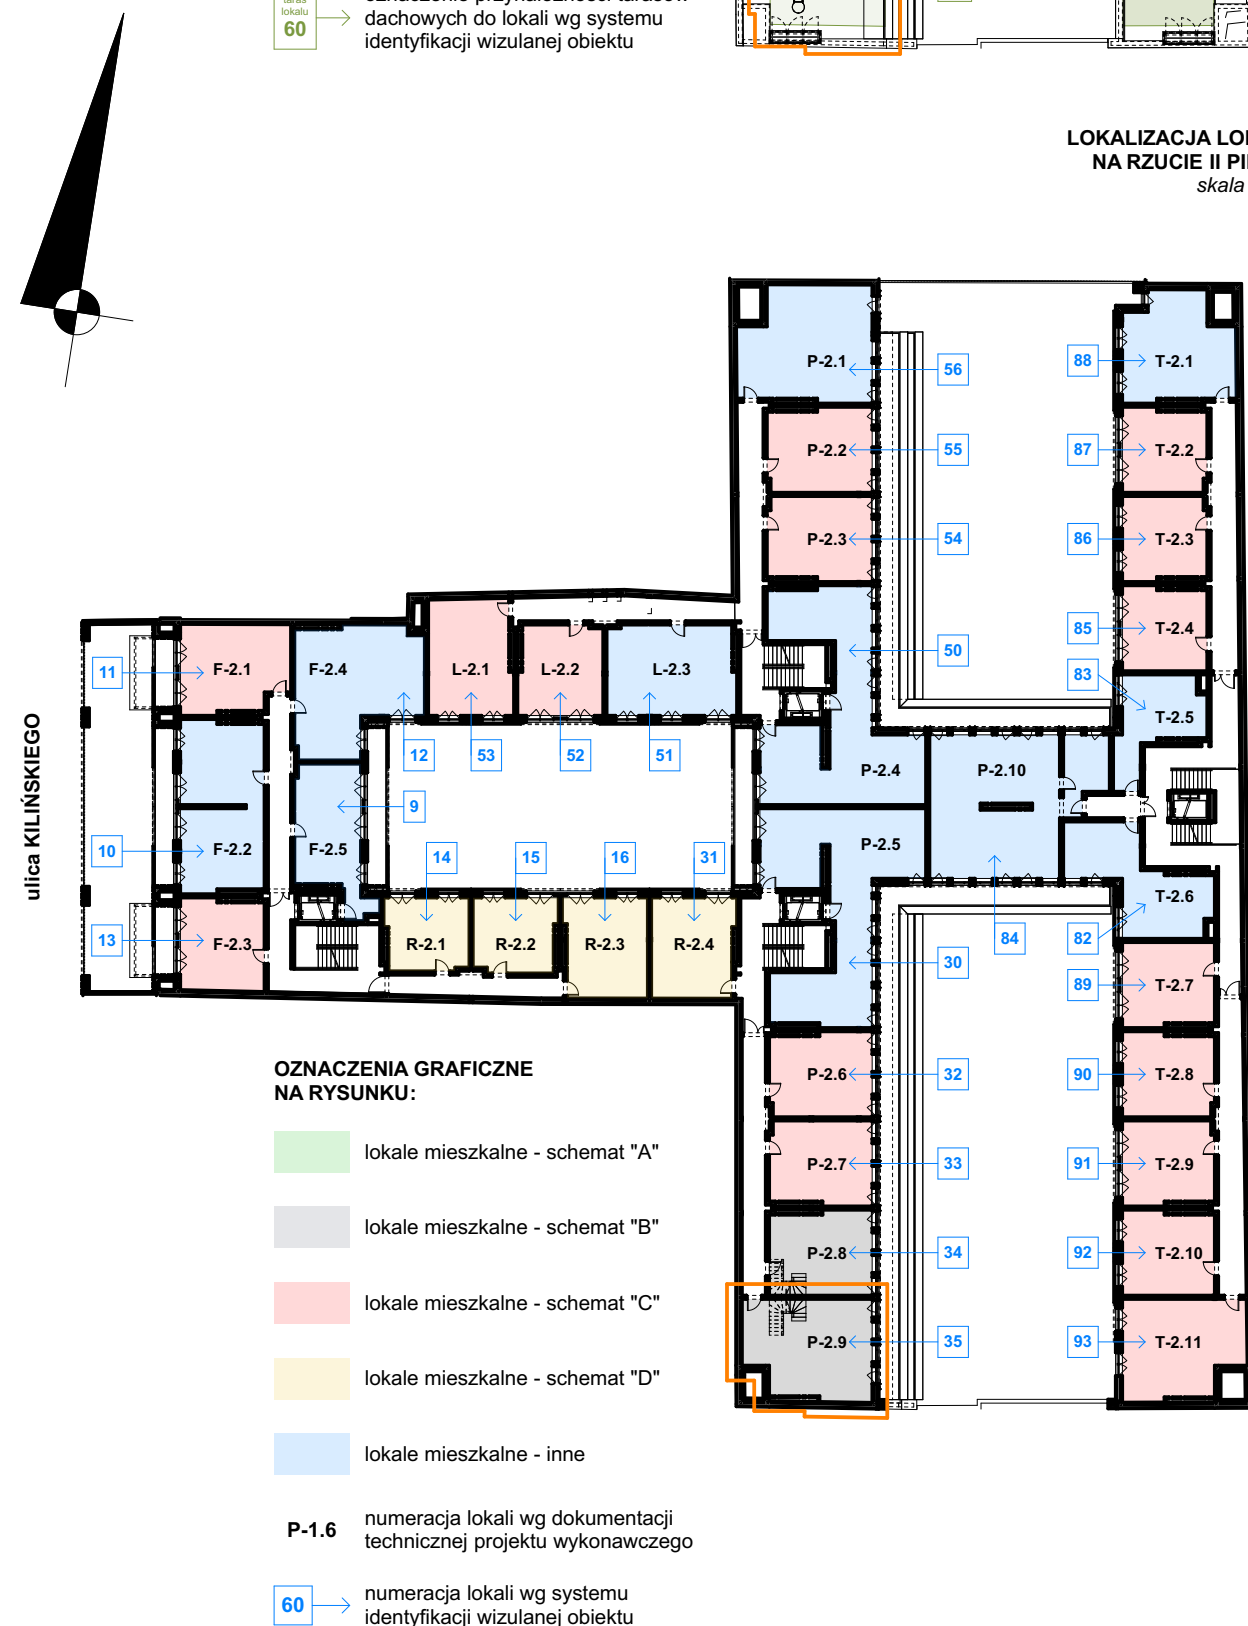 taras
lokalu
60
dachowych do lokali wg systemu
identyfikacji wizulanej obiektu
NA RZUCIE II
skala
P-2.1
56
88
T-2.1
P-2.2
55
87
T-2.2
P-2.3
54
86
T-2.3
85
T-2.4
50
83
T-2.5
11
F-2.1
F-2.4
L-2.1
L-2.2
L-2.3
12
53
52
51
P-2.4
P-2.10
ulica KILIŃSKIEGO
9
10
F-2.2
F-2.5
14
15
16
31
P-2.5
T-2.6
13
F-2.3
R-2.1
R-2.2
R-2.3
R-2.4
84
82
30
89
T-2.7
OZNACZENIA GRAFICZNE
NA RYSUNKU:
P-2.6
32
90
T-2.8
lokale mieszkalne - schemat "A"
P-2.7
33
91
T-2.9
lokale mieszkalne - schemat "B"
P-2.8
34
92
T-2.10
lokale mieszkalne - schemat "C"
P-2.9
35
93
T-2.11
lokale mieszkalne - schemat "D"
lokale mieszkalne - inne
P-1.6
numeracja lokali wg dokumentacji
technicznej projektu wykonawczego
60
numeracja lokali wg systemu
identyfikacji wizulanej obiektu